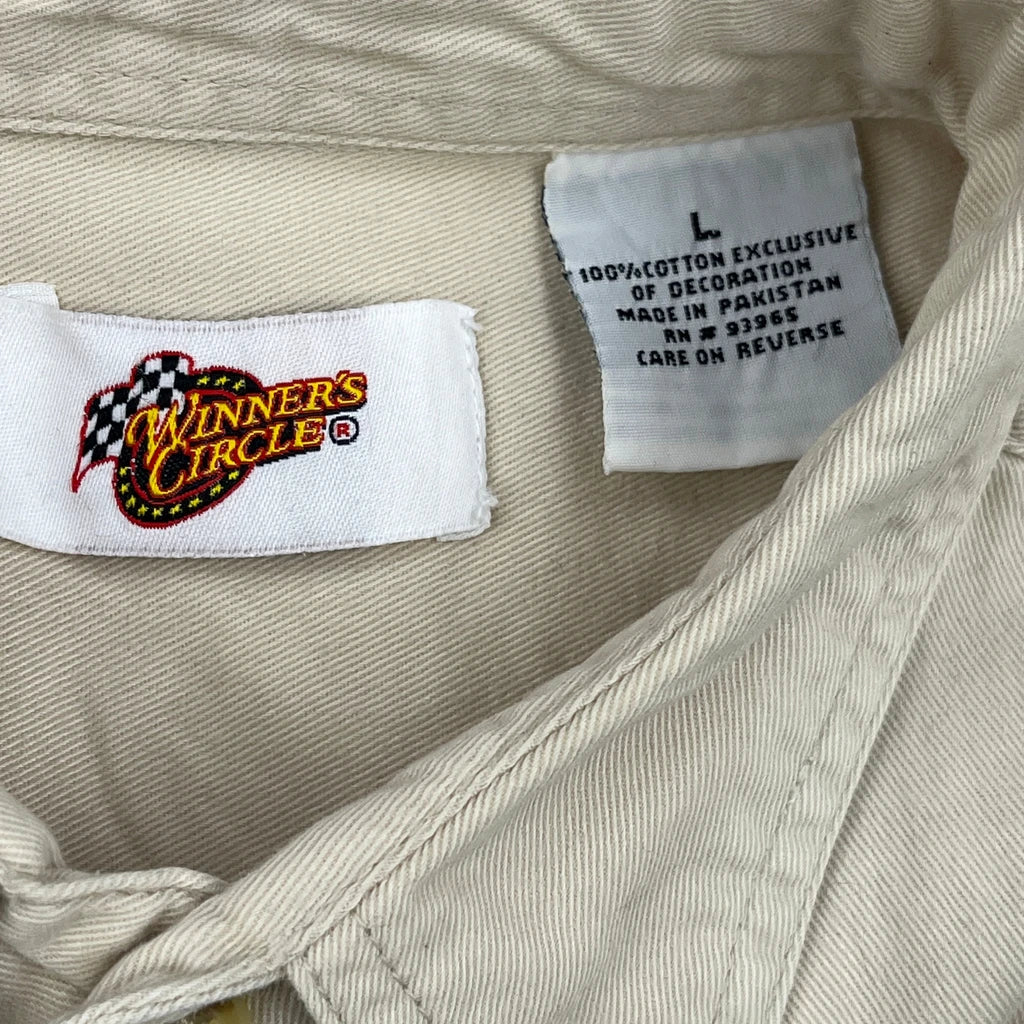 WINNER'S
CIRCLE®
L
100% COTTON EXCLUSIVE
OF DECORATION
MADE IN PAKISTAN
RN # 93965
CARE ON REVERSE